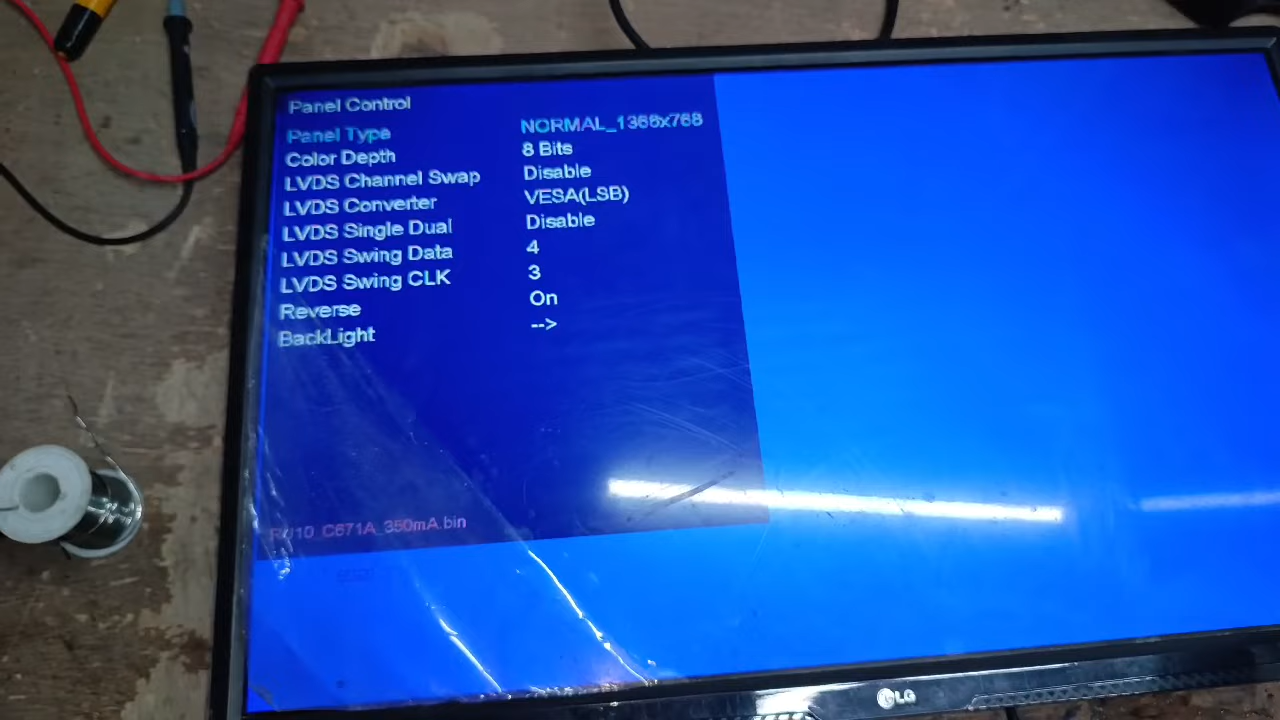 Panel Control
Panel Type NORMAL_1366x768
Color Depth 8 Bits
LVDS Channel Swap Disable
LVDS Converter VESA(LSB)
LVDS Single Dual Disable
LVDS Swing Data 4
LVDS Swing CLK 3
Reverse On
BackLight -->
C671A_350mA.bin
LG